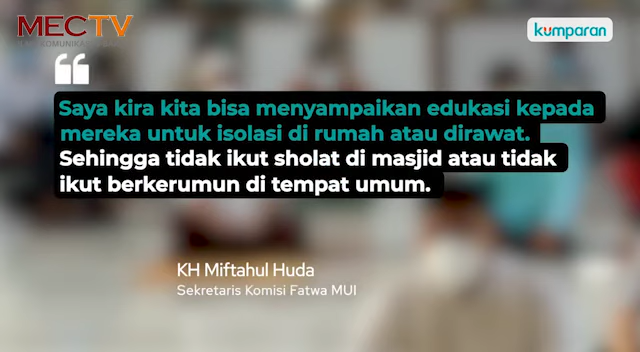 MECTV
kumparan
Saya kira kita bisa menyampaikan edukasi kepada
mereka untuk isolasi di rumah atau dirawat.
Sehingga tidak ikut sholat di masjid atau tidak
ikut berkerumun di tempat umum.
KH Miftahul Huda
Sekretaris Komisi Fatwa MUI